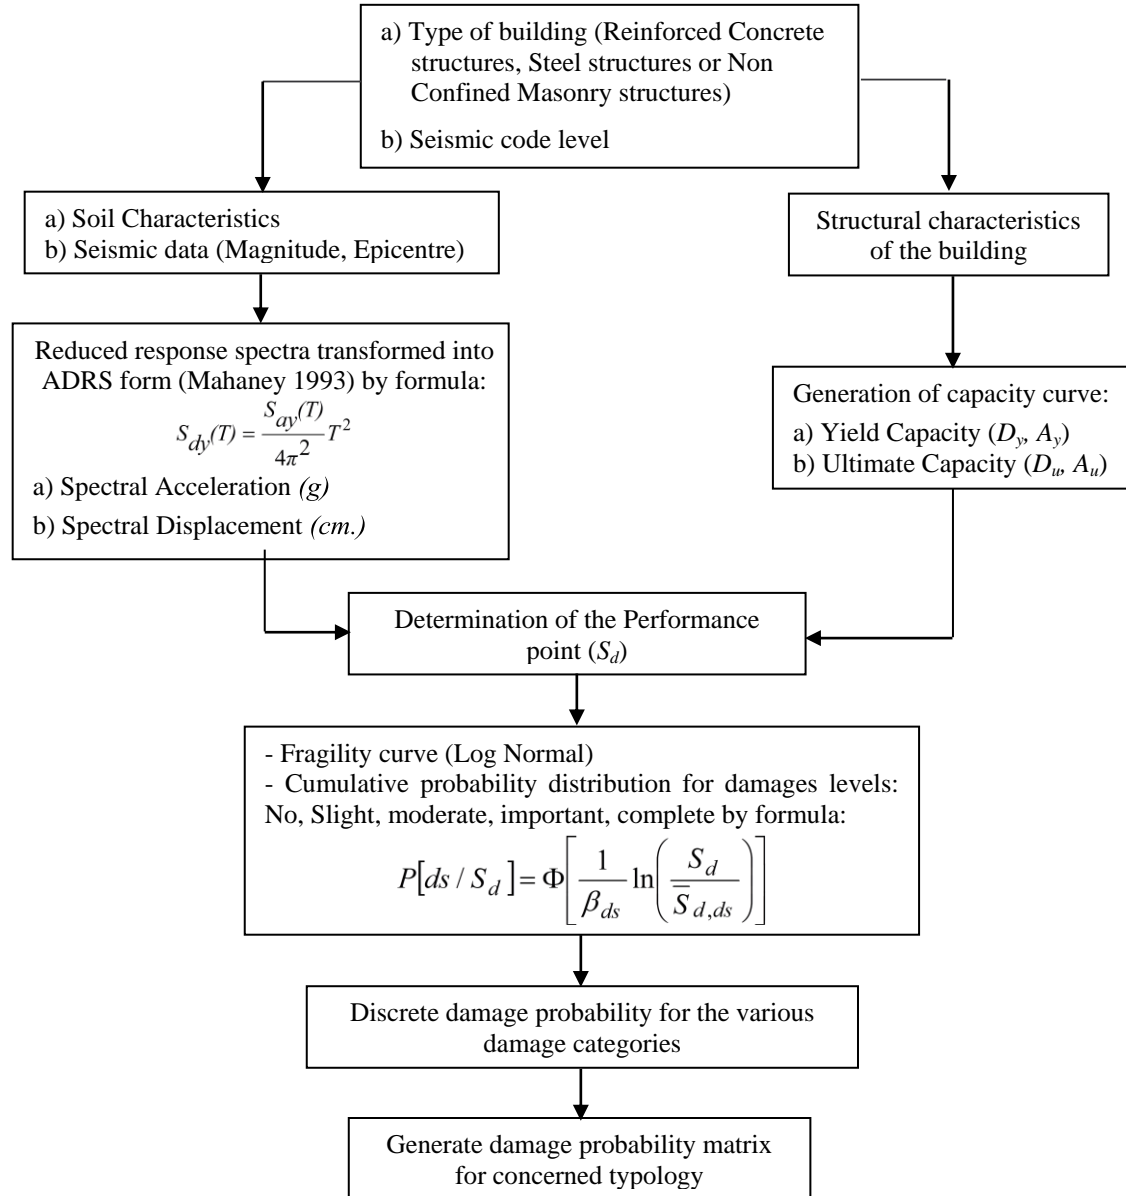 a) Type of building (Reinforced Concrete
structures, Steel structures or Non
Confined Masonry structures)
b) Seismic code level
a) Soil Characteristics
b) Seismic data (Magnitude, Epicentre)
Structural characteristics
of the building
Reduced response spectra transformed into
ADRS form (Mahaney 1993) by formula:
S_dy(T) = S_ay(T)/4π² T²
a) Spectral Acceleration (g)
b) Spectral Displacement (cm.)
Generation of capacity curve:
a) Yield Capacity (D_y, A_y)
b) Ultimate Capacity (D_u, A_u)
Determination of the Performance
point (S_d)
- Fragility curve (Log Normal)
- Cumulative probability distribution for damages levels:
No, Slight, moderate, important, complete by formula:
P[ds / S_d] = Φ[1/β_ds ln(S_d/S̅_d,ds)]
Discrete damage probability for the various
damage categories
Generate damage probability matrix
for concerned typology